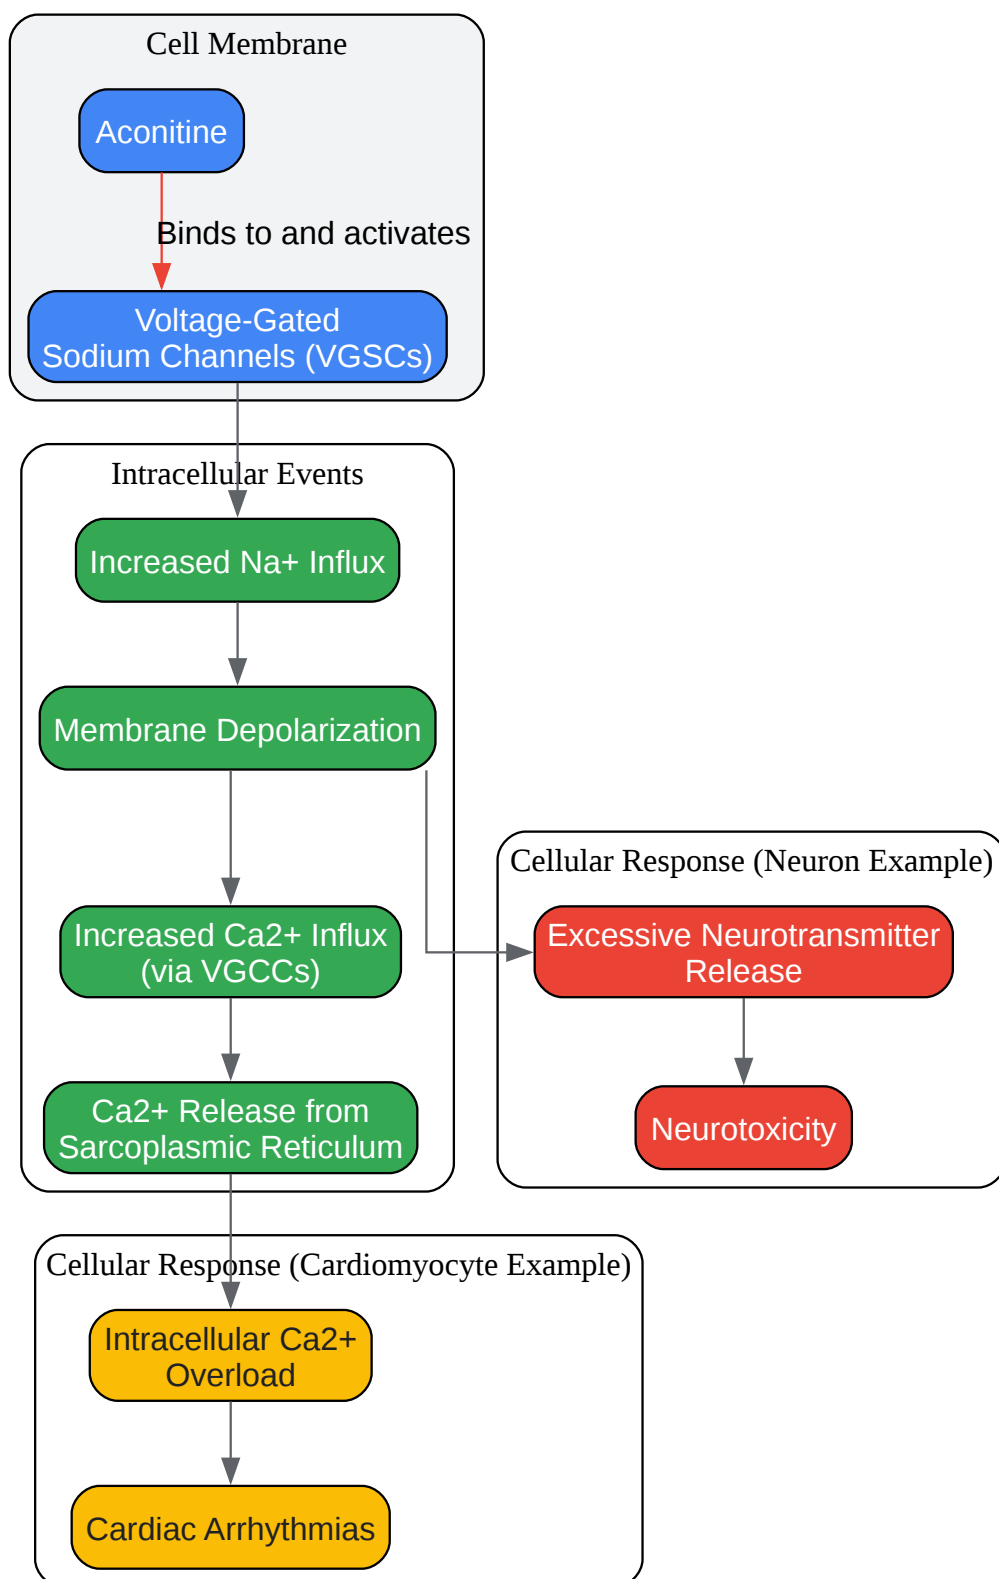 Cell Membrane
Aconitine
Binds to and activates
Voltage-Gated
Sodium Channels (VGSCs)
Intracellular Events
Increased Na+ Influx
Membrane Depolarization
Cellular Response (Neuron Example)
Increased Ca2+ Influx
(via VGCCs)
Excessive Neurotransmitter
Release
Ca2+ Release from
Sarcoplasmic Reticulum
Neurotoxicity
Cellular Response (Cardiomyocyte Example)
Intracellular Ca2+
Overload
Cardiac Arrhythmias